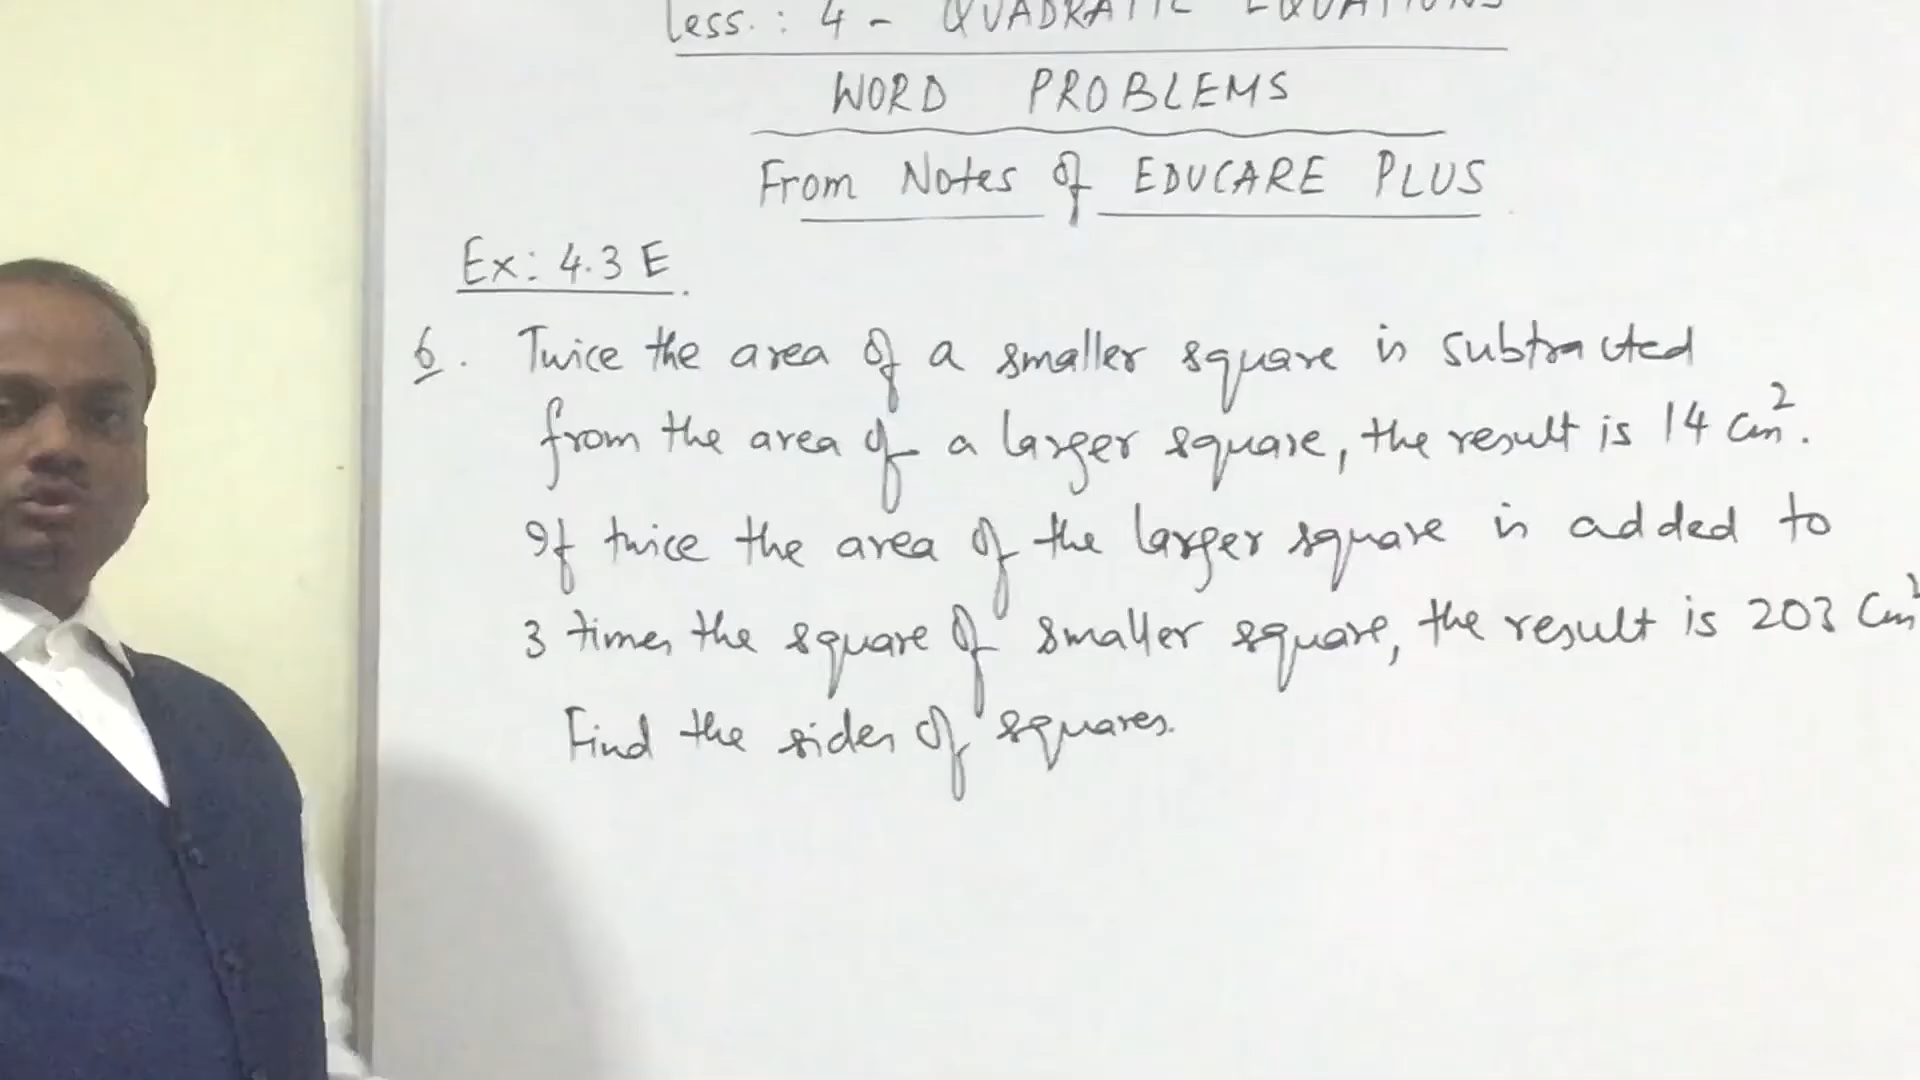 Less. : 4 - QUADRATIC EQUATIONS
WORD PROBLEMS
From Notes of EDUCARE PLUS
Ex: 4.3 E.
6. Twice the area of a smaller square is subtracted
from the area of a larger square, the result is 14 cm².
If twice the area of the larger square is added to
3 times the square of smaller square, the result is 203 cm²
Find the sides of squares.